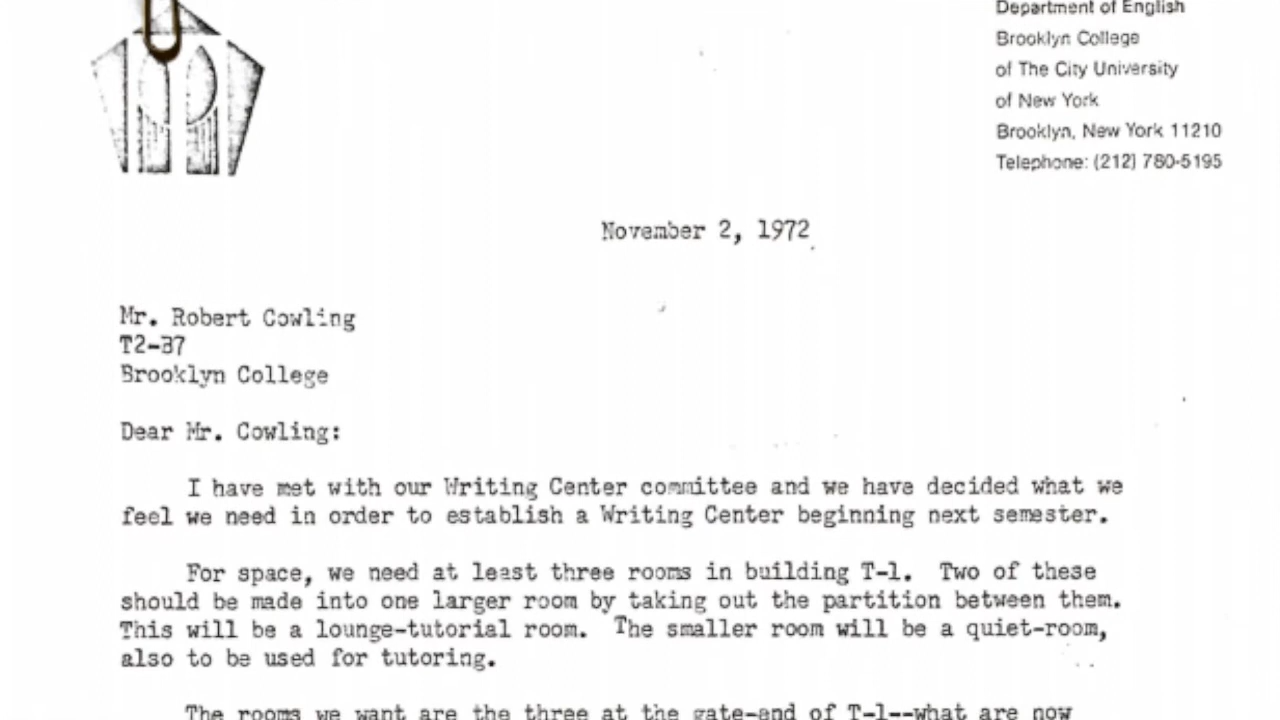 Department of English
Brooklyn College
of The City University
of New York
Brooklyn, New York 11210
Telephone: (212) 780-5195
November 2, 1972
Mr. Robert Cowling
T2-B7
Brooklyn College
Dear Mr. Cowling:
I have met with our Writing Center committee and we have decided what we
feel we need in order to establish a Writing Center beginning next semester.
For space, we need at least three rooms in building T-1. Two of these
should be made into one larger room by taking out the partition between them.
This will be a lounge-tutorial room. The smaller room will be a quiet-room,
also to be used for tutoring.
The rooms we want are the three at the gate-end of T-1--what are now